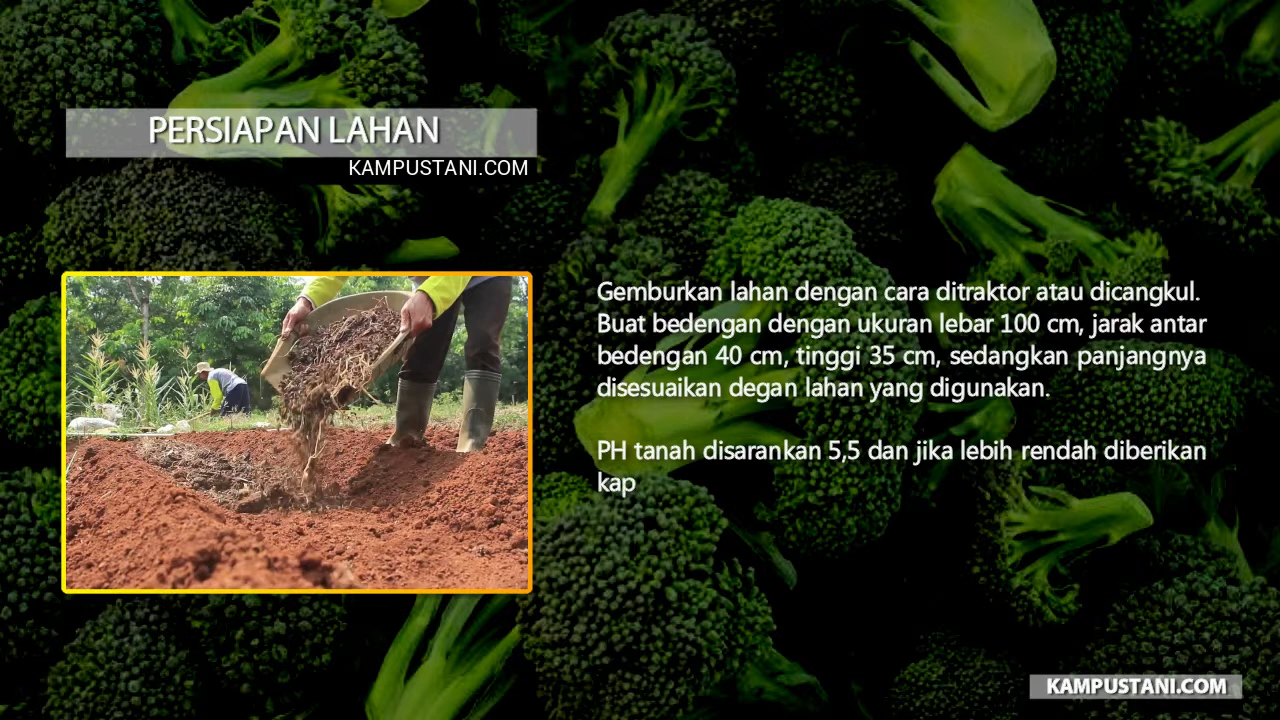 PERSIAPAN LAHAN
KAMPUSTANI.COM
Gemburkan lahan dengan cara ditraktor atau dicangkul.
Buat bedengan dengan ukuran lebar 100 cm, jarak antar
bedengan 40 cm, tinggi 35 cm, sedangkan panjangnya
disesuaikan degan lahan yang digunakan.
PH tanah disarankan 5,5 dan jika lebih rendah diberikan
kap
KAMPUSTANI.COM